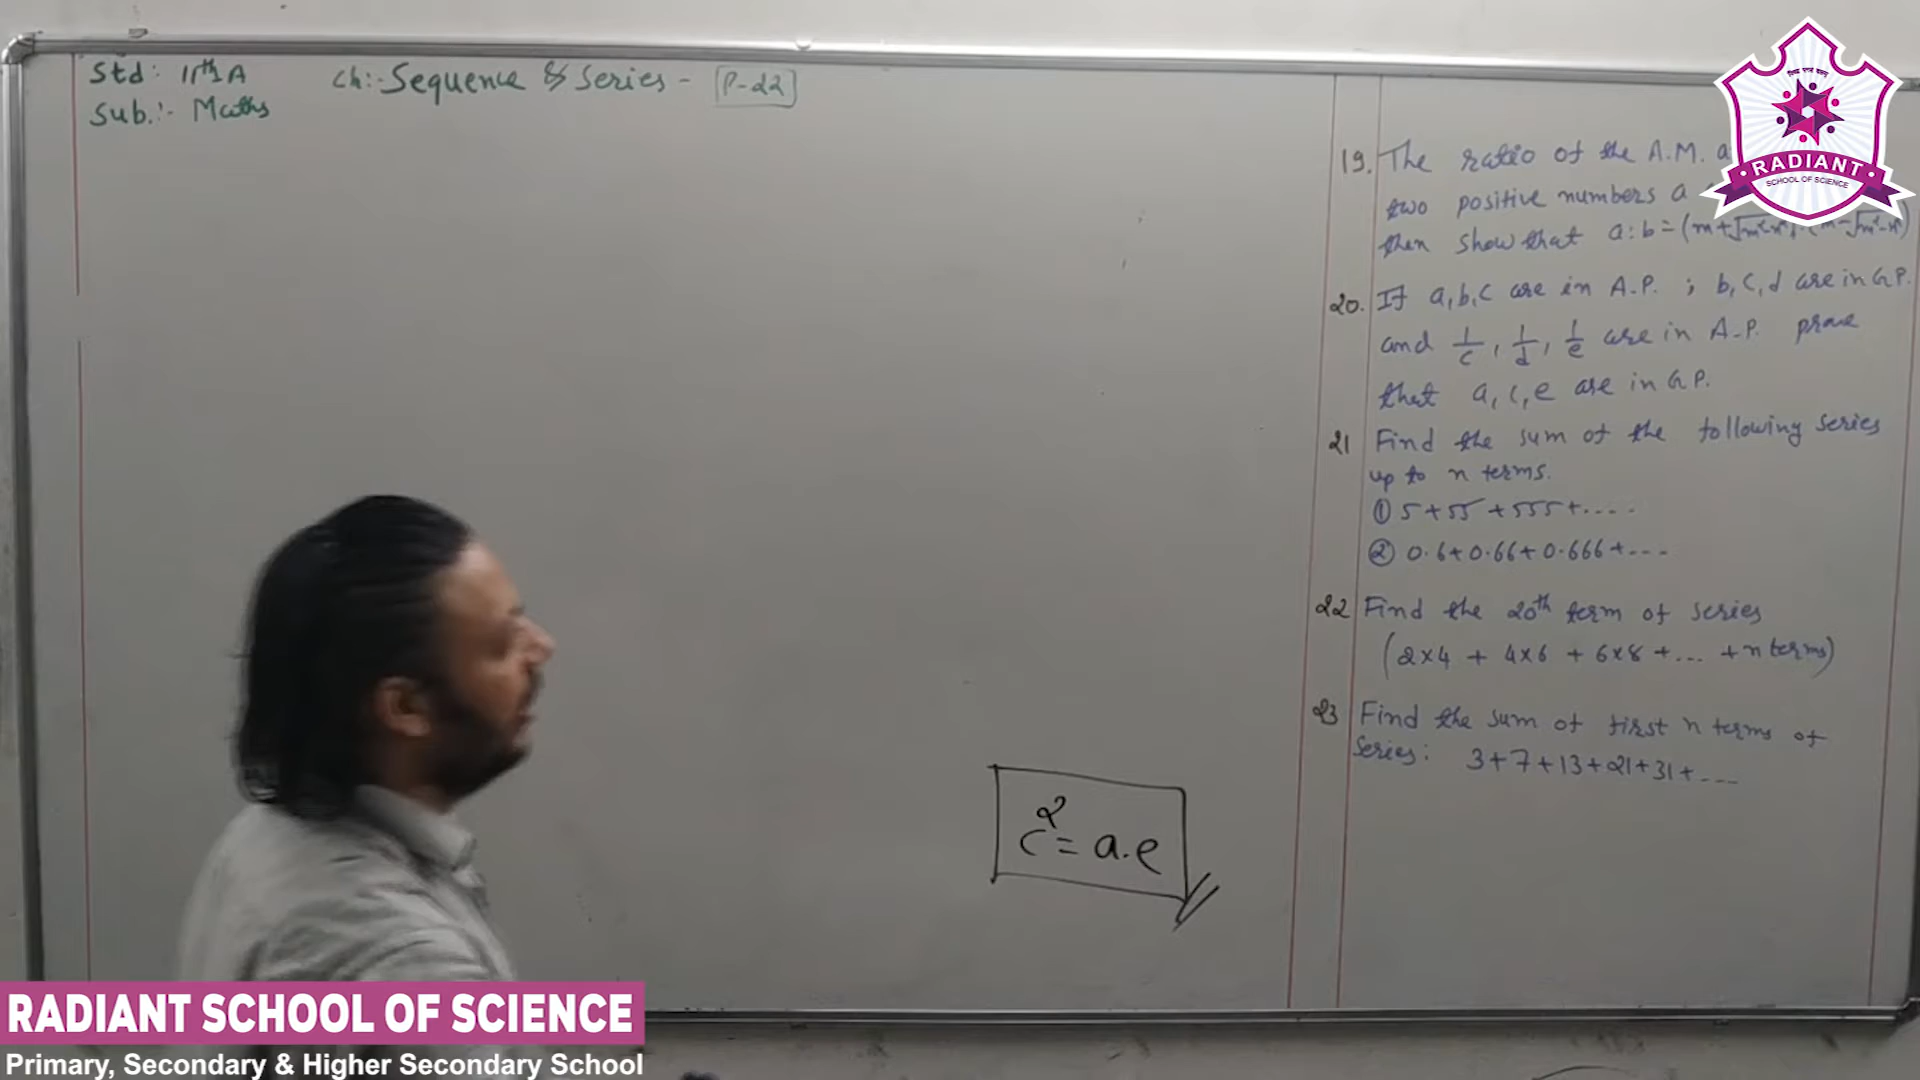 Std: 11th A
Sub.:- Maths
Ch:- Sequence & Series - P-22
19. The ratio of the A.M. a
two positive numbers a
then show that a:b = (m+√m²-n²) : (m-√m²-n²)
20. If a, b, c are in A.P. ; b, c, d are in G.P.
and 1/c, 1/d, 1/e are in A.P. prove
that a, c, e are in G.P.
21 Find the sum of the following series
up to n terms.
① 5 + 55 + 555 + ....
② 0.6 + 0.66 + 0.666 + ---
22 Find the 20th term of series
(2×4 + 4×6 + 6×8 + ... + n terms)
23 Find the sum of first n terms of
series: 3+7+13+21+31+---
c² = a.e
RADIANT
SCHOOL OF SCIENCE
RADIANT SCHOOL OF SCIENCE
Primary, Secondary & Higher Secondary School